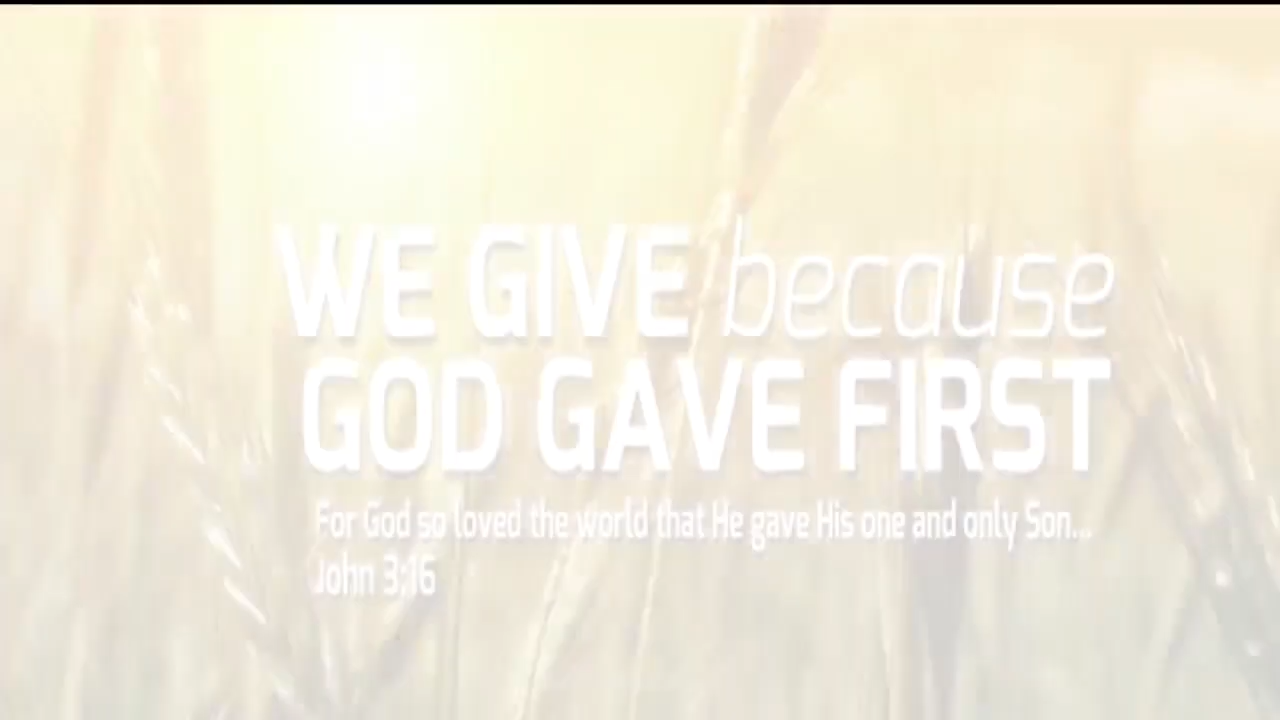 WE GIVE because
GOD GAVE FIRST
For God so loved the world that He gave His one and only Son...
John 3:16